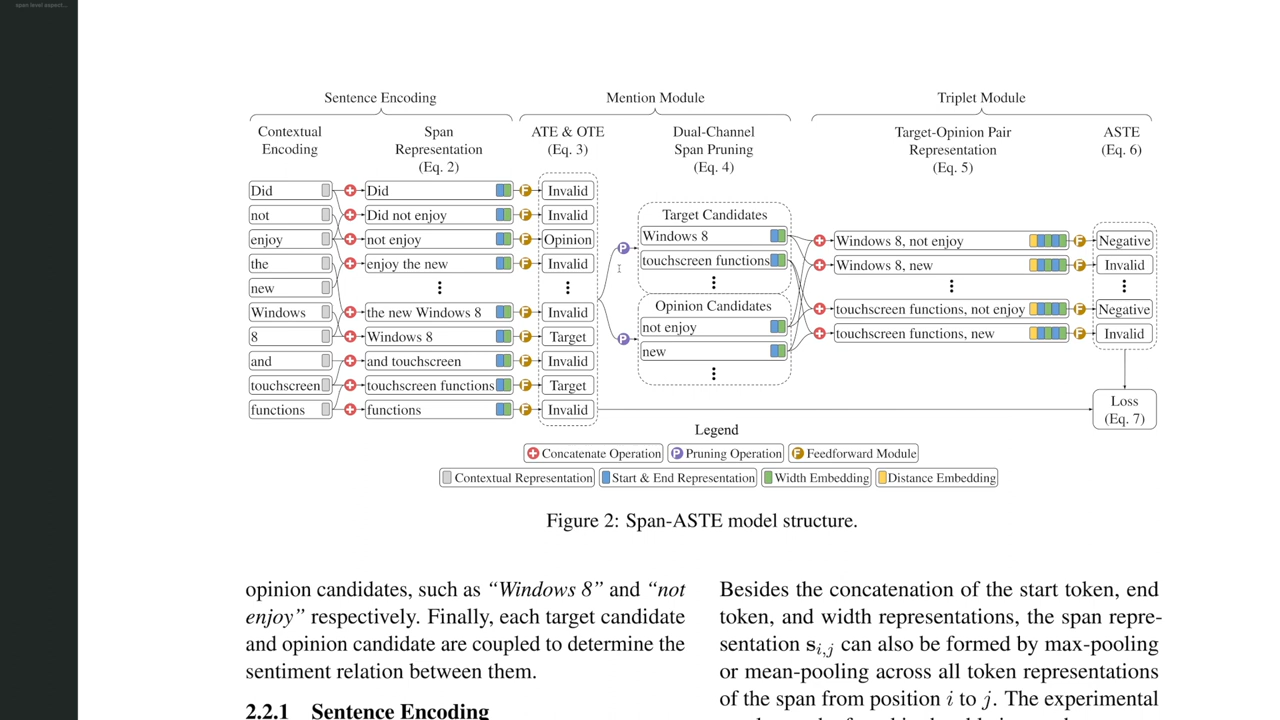 span level aspect...
Sentence Encoding
Mention Module
Triplet Module
Contextual
Encoding
Span
Representation
(Eq. 2)
ATE & OTE
(Eq. 3)
Dual-Channel
Span Pruning
(Eq. 4)
Target-Opinion Pair
Representation
(Eq. 5)
ASTE
(Eq. 6)
Did
not
enjoy
the
new
Windows
8
and
touchscreen
functions
Did
Did not enjoy
not enjoy
enjoy the new
the new Windows 8
Windows 8
and touchscreen
touchscreen functions
functions
F
F
F
F
F
F
F
F
F
Invalid
Invalid
Opinion
Invalid
Invalid
Target
Invalid
Target
Invalid
P
P
Target Candidates
Windows 8
touchscreen functions
Opinion Candidates
not enjoy
new
Windows 8, not enjoy
Windows 8, new
touchscreen functions, not enjoy
touchscreen functions, new
F
F
F
F
Negative
Invalid
Negative
Invalid
Loss
(Eq. 7)
Legend
Concatenate Operation
P Pruning Operation
F Feedforward Module
Contextual Representation
Start & End Representation
Width Embedding
Distance Embedding
Figure 2: Span-ASTE model structure.
opinion candidates, such as “Windows 8” and “not
enjoy” respectively. Finally, each target candidate
and opinion candidate are coupled to determine the
sentiment relation between them.
2.2.1 Sentence Encoding
Besides the concatenation of the start token, end
token, and width representations, the span repre-
sentation s_{i,j} can also be formed by max-pooling
or mean-pooling across all token representations
of the span from position i to j. The experimental